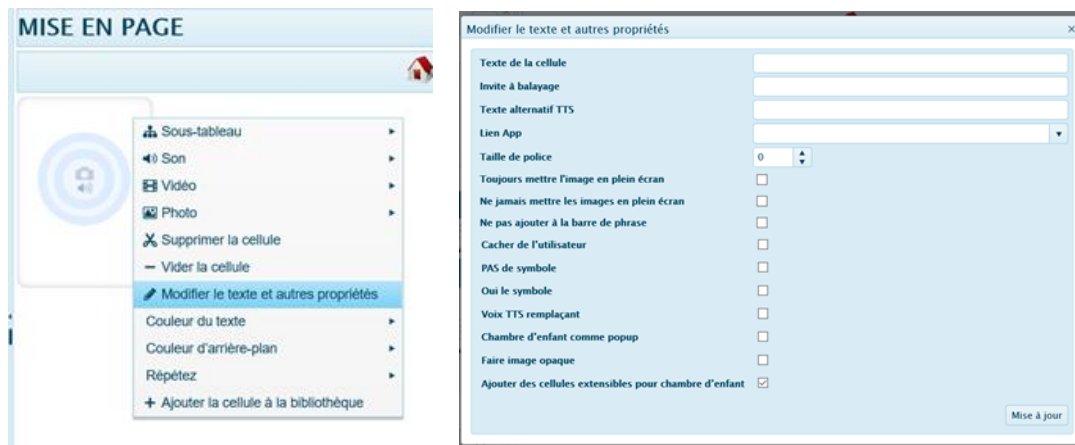 MISE EN PAGE
Sous-tableau
Son
Vidéo
Photo
Supprimer la cellule
Vider la cellule
Modifier le texte et autres propriétés
Couleur du texte
Couleur d'arrière-plan
Répétez
Ajouter la cellule à la bibliothèque
Modifier le texte et autres propriétés
Texte de la cellule
Invite à balayage
Texte alternatif TTS
Lien App
Taille de police 0
Toujours mettre l'image en plein écran
Ne jamais mettre les images en plein écran
Ne pas ajouter à la barre de phrase
Cacher de l'utilisateur
PAS de symbole
Oui le symbole
Voix TTS remplaçant
Chambre d'enfant comme popup
Faire image opaque
Ajouter des cellules extensibles pour chambre d'enfant
Mise à jour